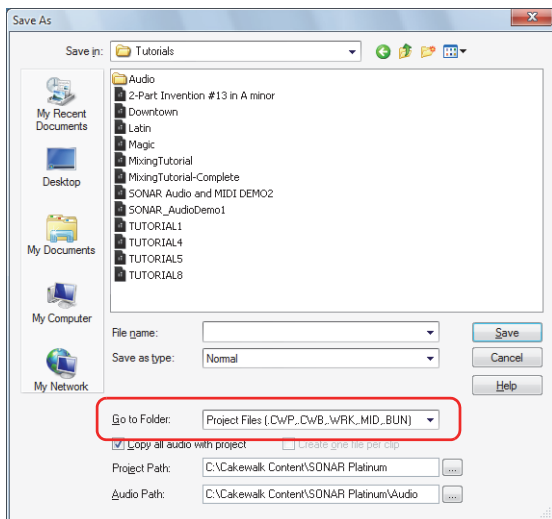 Save As
Save in:
Tutorials
My Recent Documents
Desktop
My Documents
My Computer
My Network
Audio
2-Part Invention #13 in A minor
Downtown
Latin
Magic
MixingTutorial
MixingTutorial-Complete
SONAR Audio and MIDI DEMO2
SONAR_AudioDemo1
TUTORIAL1
TUTORIAL4
TUTORIAL5
TUTORIAL8
File name:
Save
Save as type: Normal
Cancel
Help
Go to Folder: Project Files (.CWP,.CWB,.WRK,.MID,.BUN)
Copy all audio with project
Create one file per clip
Project Path: C:\Cakewalk Content\SONAR Platinum
...
Audio Path: C:\Cakewalk Content\SONAR Platinum\Audio
...